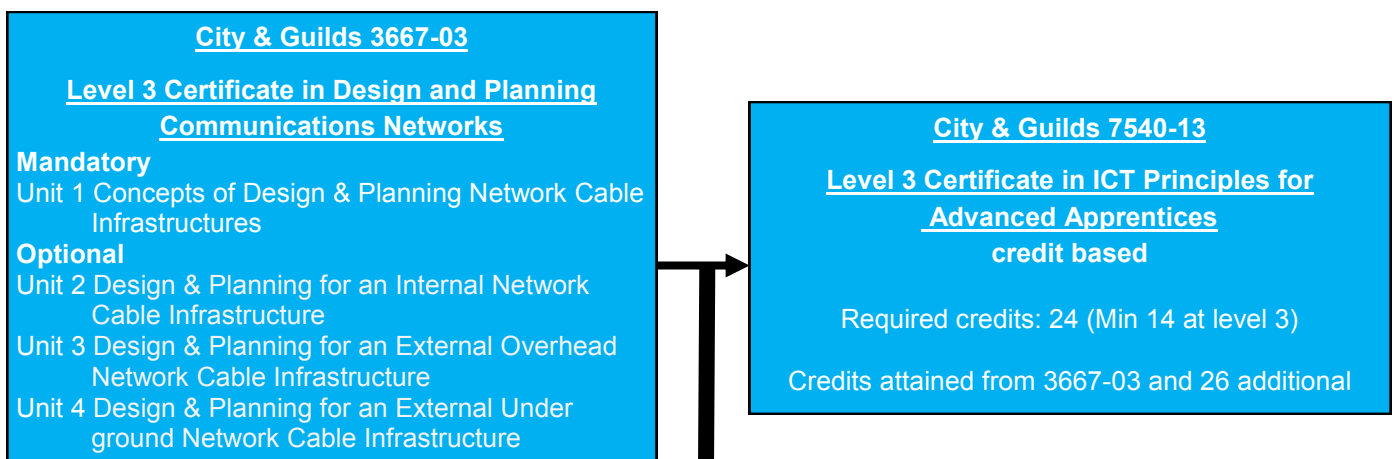 City & Guilds 3667-03
Level 3 Certificate in Design and Planning
Communications Networks
Mandatory
Unit 1 Concepts of Design & Planning Network Cable
Infrastructures
Optional
Unit 2 Design & Planning for an Internal Network
Cable Infrastructure
Unit 3 Design & Planning for an External Overhead
Network Cable Infrastructure
Unit 4 Design & Planning for an External Under
ground Network Cable Infrastructure
City & Guilds 7540-13
Level 3 Certificate in ICT Principles for
Advanced Apprentices
credit based
Required credits: 24 (Min 14 at level 3)
Credits attained from 3667-03 and 26 additional